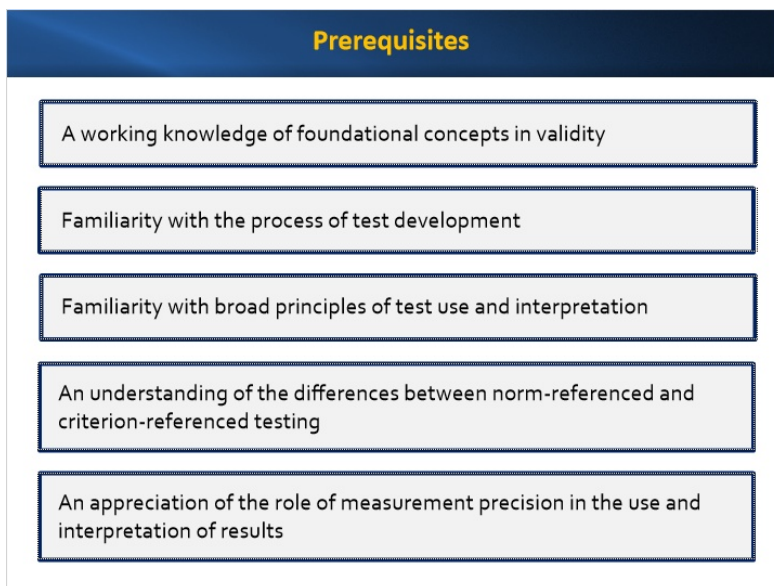 Prerequisites
A working knowledge of foundational concepts in validity
Familiarity with the process of test development
Familiarity with broad principles of test use and interpretation
An understanding of the differences between norm-referenced and
criterion-referenced testing
An appreciation of the role of measurement precision in the use and
interpretation of results